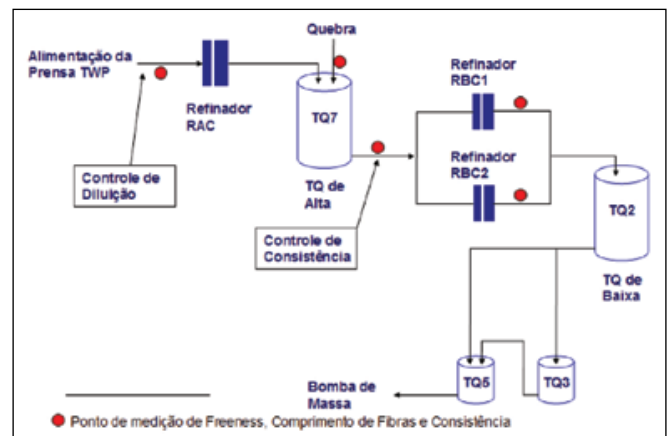 Quebra
Alimentação da
Prensa TWP
Refinador
RAC
TQ7
Refinador
RBC1
Refinador
RBC2
TQ de
Alta
Controle de
Diluição
Controle de
Consistência
TQ2
TQ de
Baixa
TQ5
TQ3
Bomba de
Massa
Ponto de medição de Freeness, Comprimento de Fibras e Consistência